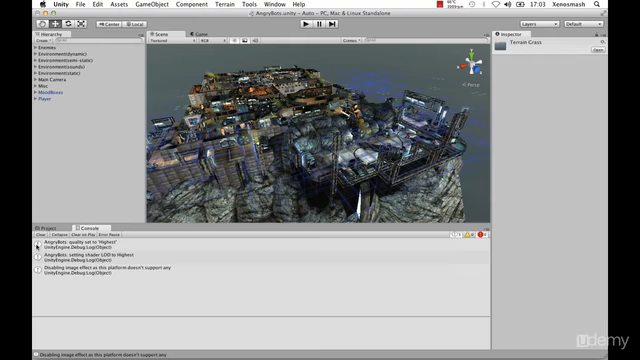 Unity File Edit Assets GameObject Component Terrain Window Help 17:03 Xenosmash
AngryBots.unity - Auto - PC, Mac & Linux Standalone
Center Local Layers Layout
Hierarchy Scene Game Inspector
Create Textured RGB Gizmos Terrain Grass
Open
Enemies
Environment(dynamic)
Environment(semi-static)
Environment(sounds)
Environment(static)
Main Camera
Misc
MoodBoxes
Player
Persp
Project Console
Clear Collapse Clear on Play Error Pause
AngryBots: quality set to 'Highest'
UnityEngine.Debug:Log(Object)
AngryBots: setting shader LOD to Highest
UnityEngine.Debug:Log(Object)
Disabling image effect as this platform doesn't support any
UnityEngine.Debug:Log(Object)
Disabling image effect as this platform doesn't support any
udemy